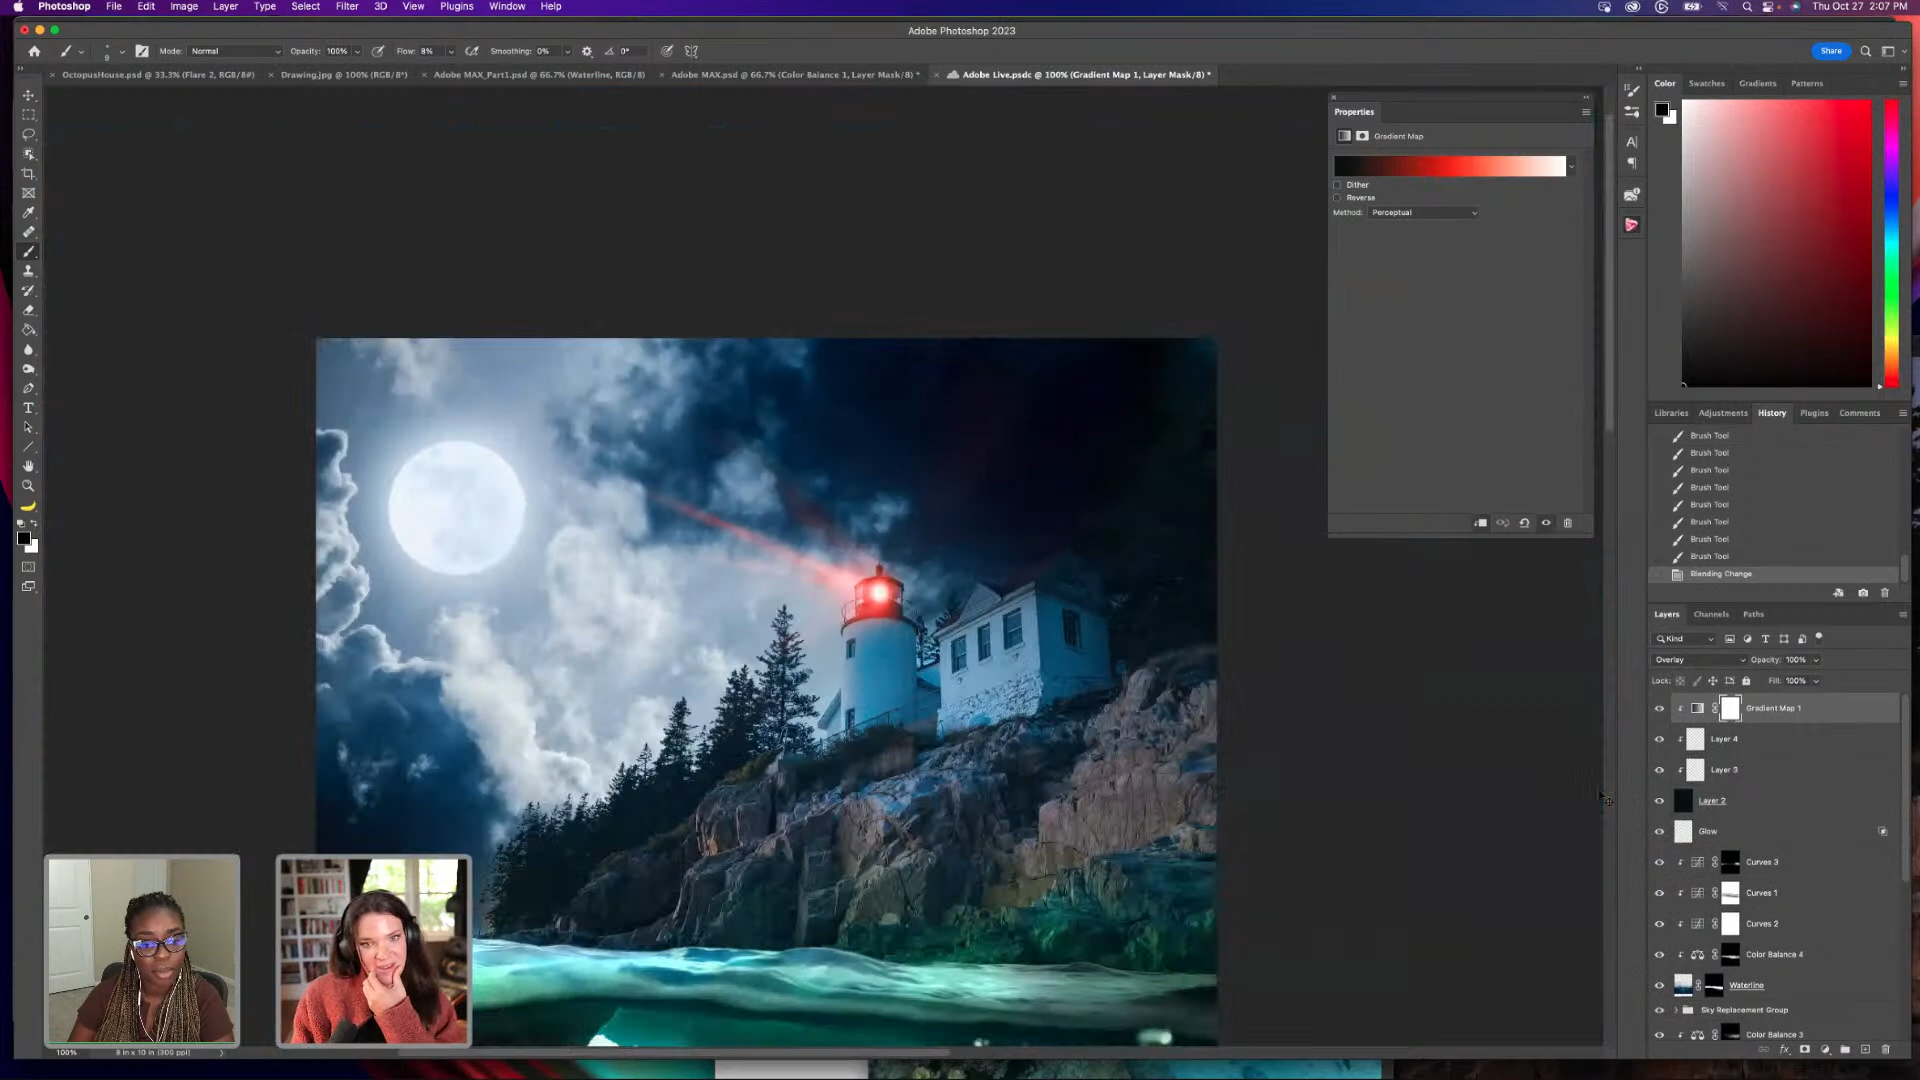 Photoshop File Edit Image Layer Type Select Filter 3D View Plugins Window Help Thu Oct 27 2:07 PM
Adobe Photoshop 2023
Mode: Normal Opacity: 100% Flow: 8% Smoothing: 0% 0° Share
OctopusHouse.psd @ 33.3% (Flare 2, RGB/8#) Drawing.jpg @ 100% (RGB/8*) Adobe MAX_Part1.psd @ 66.7% (Waterline, RGB/8) Adobe MAX.psd @ 66.7% (Color Balance 1, Layer Mask/8) * Adobe Live.psdc @ 100% (Gradient Map 1, Layer Mask/8) *
Color Swatches Gradients Patterns
Properties
Gradient Map
Dither
Reverse
Method: Perceptual
Libraries Adjustments History Plugins Comments
Brush Tool
Brush Tool
Brush Tool
Brush Tool
Brush Tool
Brush Tool
Brush Tool
Brush Tool
Blending Change
Layers Channels Paths
Kind
Overlay Opacity: 100%
Lock: Fill: 100%
Gradient Map 1
Layer 4
Layer 3
Layer 2
Glow
Curves 3
Curves 1
Curves 2
Color Balance 4
Waterline
Sky Replacement Group
Color Balance 3
100% 8 in x 10 in (300 ppi)